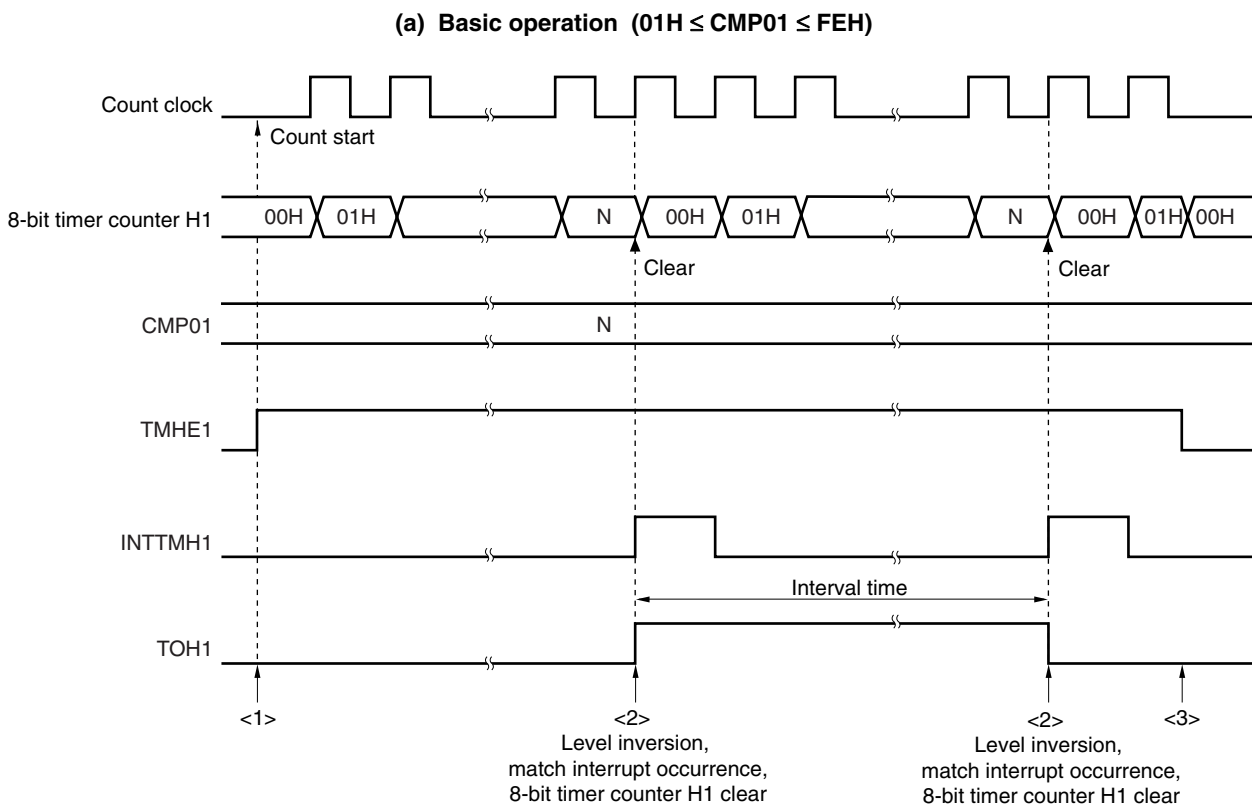 (a) Basic operation (01H ≤ CMP01 ≤ FEH)
Count clock
Count start
8-bit timer counter H1
00H 01H N 00H 01H N 00H 01H 00H
Clear Clear
CMP01
N
TMHE1
INTTMH1
Interval time
TOH1
<1> <2> <2> <3>
Level inversion, Level inversion,
match interrupt occurrence, match interrupt occurrence,
8-bit timer counter H1 clear 8-bit timer counter H1 clear